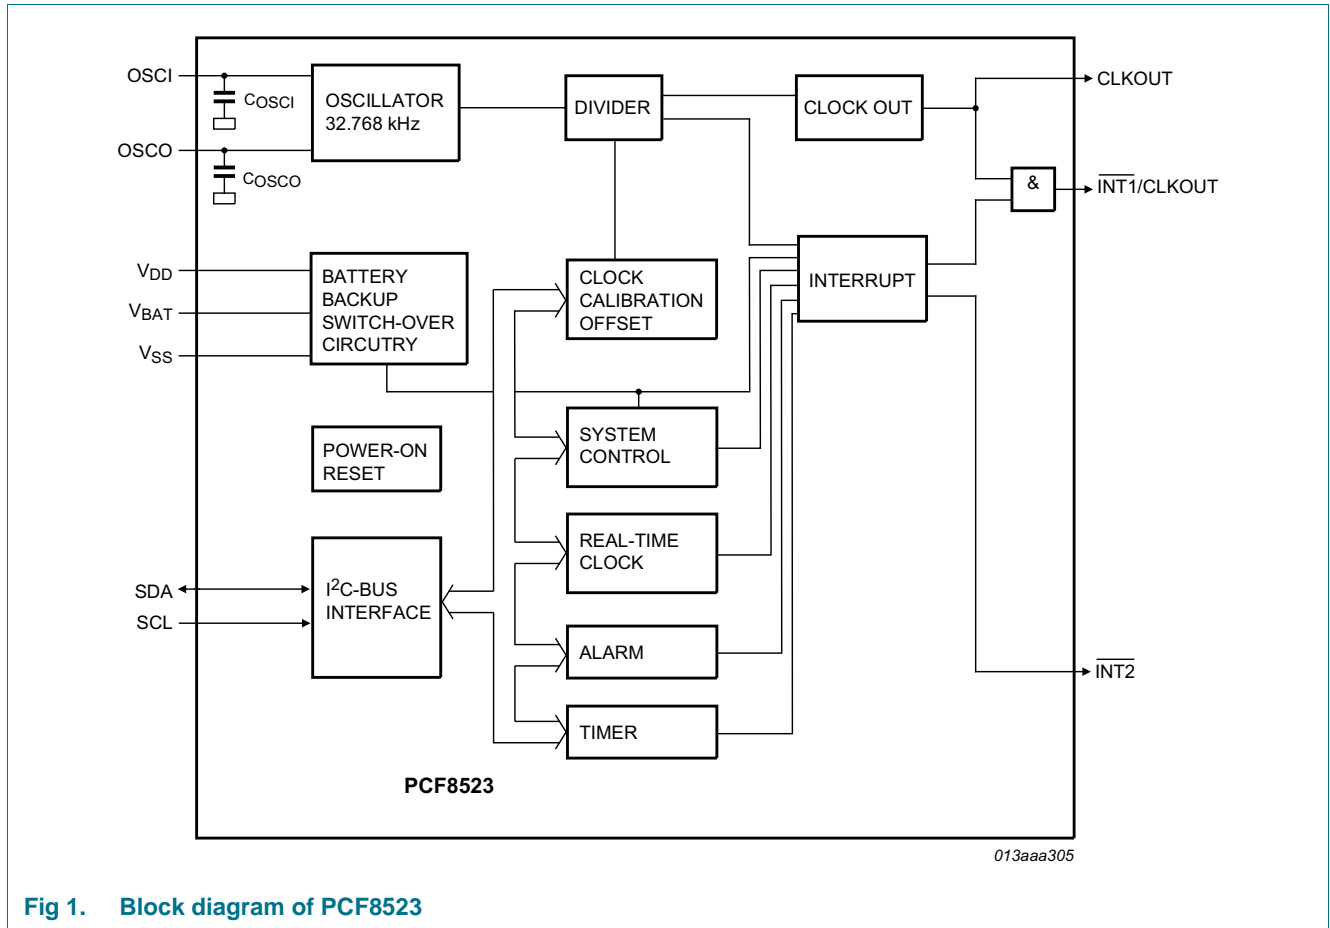 OSCI
COSCI
OSCO
COSCO
OSCILLATOR
32.768 kHz
DIVIDER
CLOCK OUT
CLKOUT
&
INT1/CLKOUT
VDD
VBAT
VSS
BATTERY
BACKUP
SWITCH-OVER
CIRCUTRY
CLOCK
CALIBRATION
OFFSET
INTERRUPT
POWER-ON
RESET
SYSTEM
CONTROL
REAL-TIME
CLOCK
SDA
SCL
I2C-BUS
INTERFACE
ALARM
INT2
TIMER
PCF8523
013aaa305
Fig 1. Block diagram of PCF8523